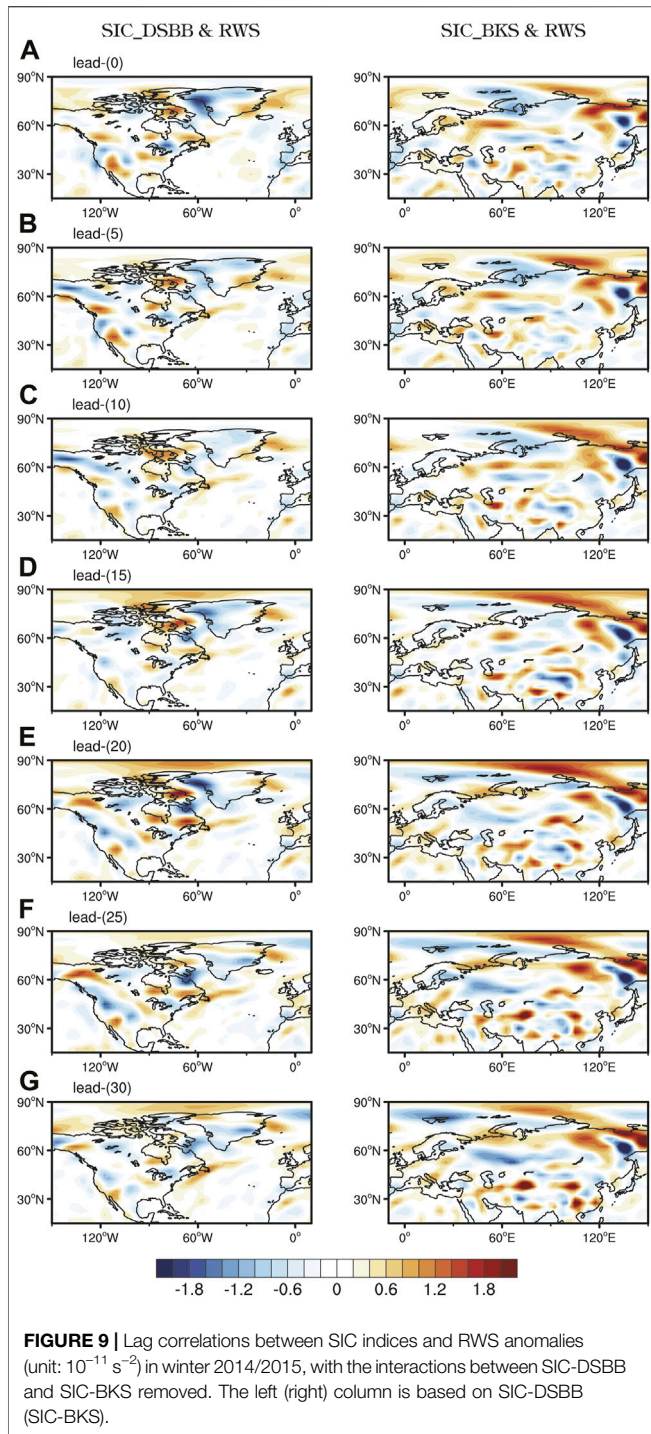 SIC_DSBB & RWS
SIC_BKS & RWS
A
lead-(0)
90°N
60°N
30°N
120°W
60°W
0°
90°N
60°N
30°N
0°
60°E
120°E
B
lead-(5)
90°N
60°N
30°N
120°W
60°W
0°
90°N
60°N
30°N
0°
60°E
120°E
C
lead-(10)
90°N
60°N
30°N
120°W
60°W
0°
90°N
60°N
30°N
0°
60°E
120°E
D
lead-(15)
90°N
60°N
30°N
120°W
60°W
0°
90°N
60°N
30°N
0°
60°E
120°E
E
lead-(20)
90°N
60°N
30°N
120°W
60°W
0°
90°N
60°N
30°N
0°
60°E
120°E
F
lead-(25)
90°N
60°N
30°N
120°W
60°W
0°
90°N
60°N
30°N
0°
60°E
120°E
G
lead-(30)
90°N
60°N
30°N
120°W
60°W
0°
90°N
60°N
30°N
0°
60°E
120°E
-1.8 -1.2 -0.6 0 0.6 1.2 1.8
FIGURE 9 | Lag correlations between SIC indices and RWS anomalies
(unit: 10⁻¹¹ s⁻²) in winter 2014/2015, with the interactions between SIC-DSBB
and SIC-BKS removed. The left (right) column is based on SIC-DSBB
(SIC-BKS).